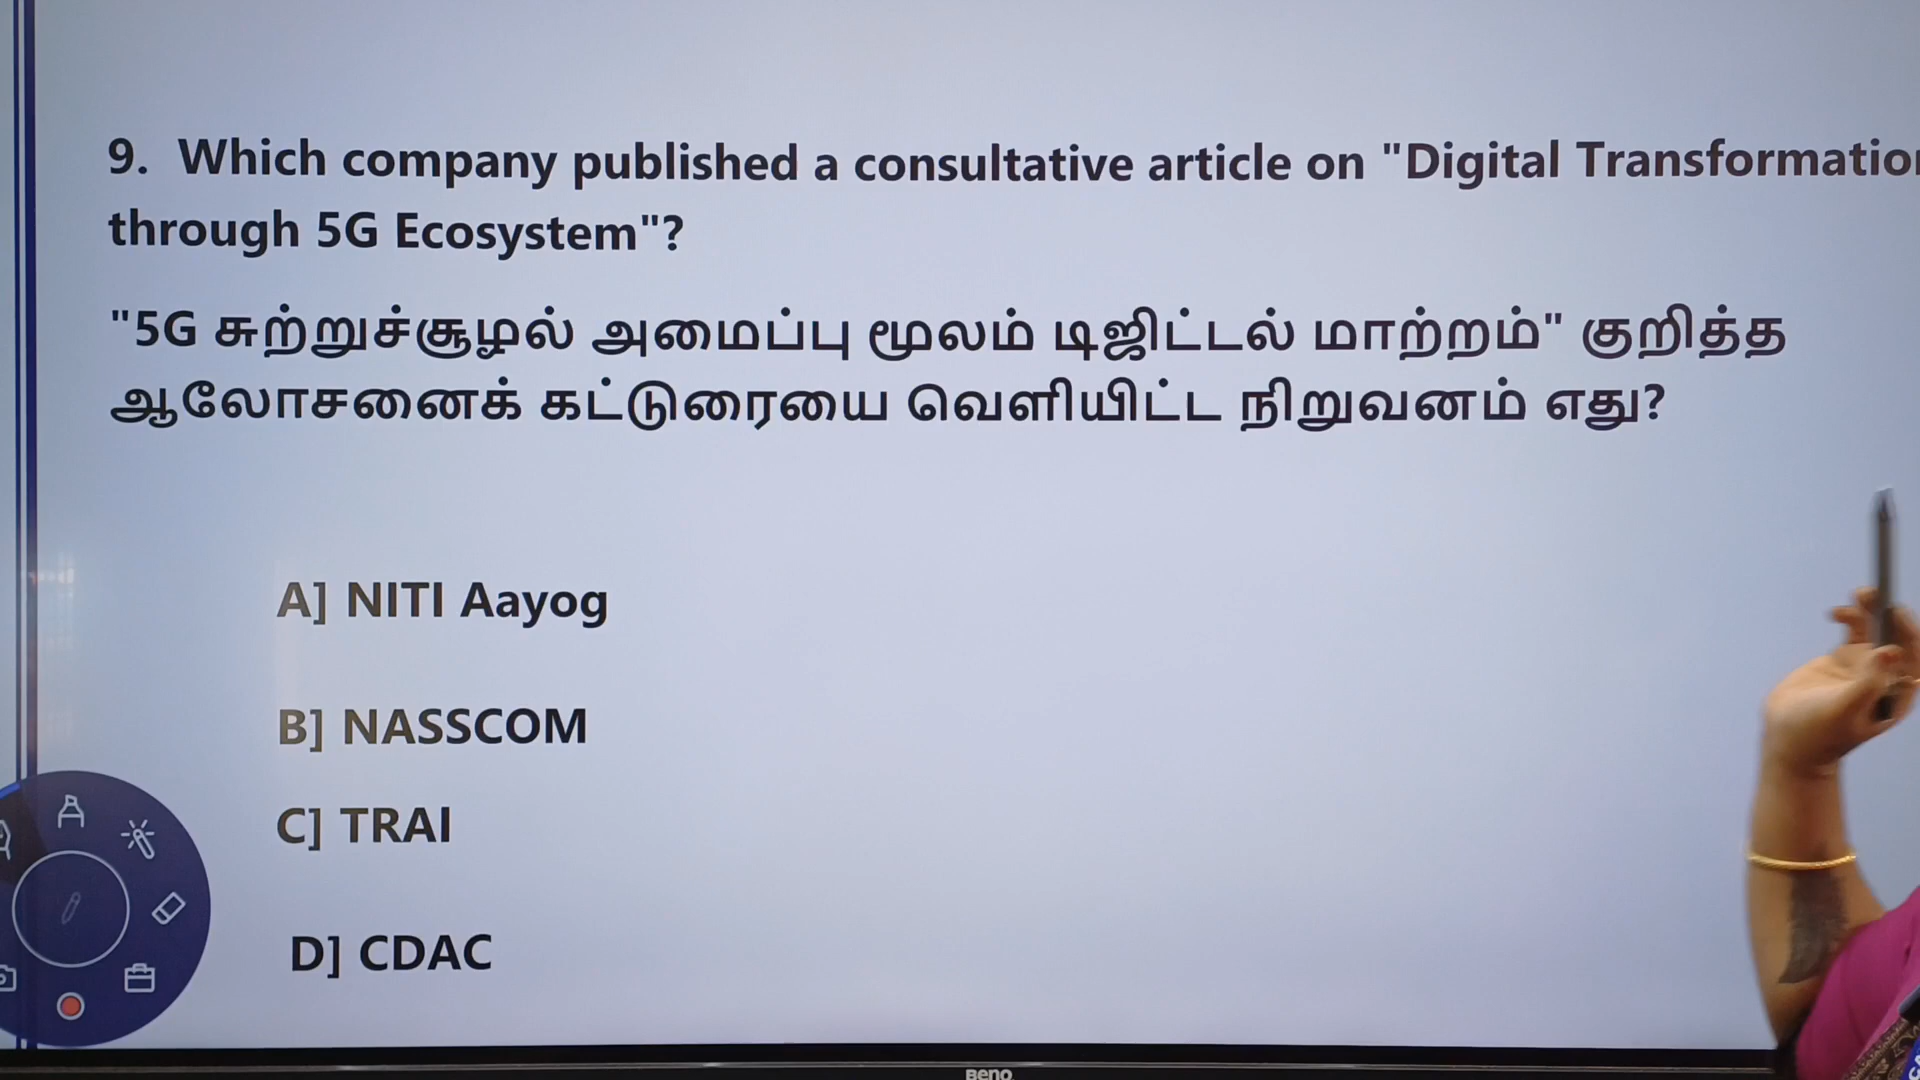 9. Which company published a consultative article on "Digital Transformation
through 5G Ecosystem"?
"5G சுற்றுச்சூழல் அமைப்பு மூலம் டிஜிட்டல் மாற்றம்" குறித்த
ஆலோசனைக் கட்டுரையை வெளியிட்ட நிறுவனம் எது?
A] NITI Aayog
B] NASSCOM
C] TRAI
D] CDAC
BenQ